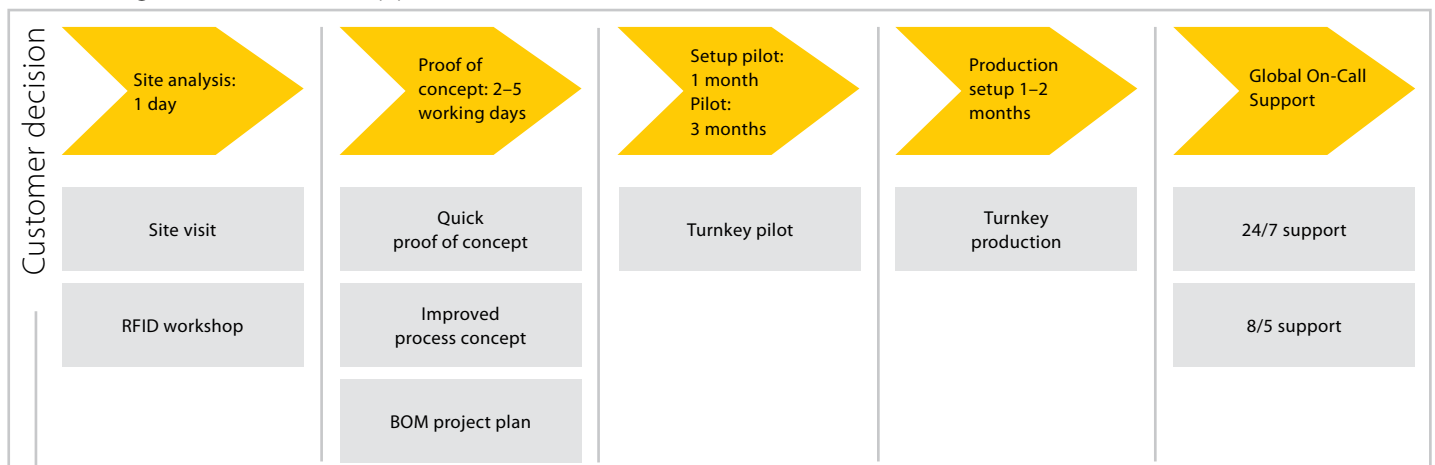 Customer decision
Site analysis:
1 day
Proof of
concept: 2–5
working days
Setup pilot:
1 month
Pilot:
3 months
Production
setup 1–2
months
Global On-Call
Support
Site visit
Quick
proof of concept
Turnkey pilot
Turnkey
production
24/7 support
RFID workshop
Improved
process concept
8/5 support
BOM project plan